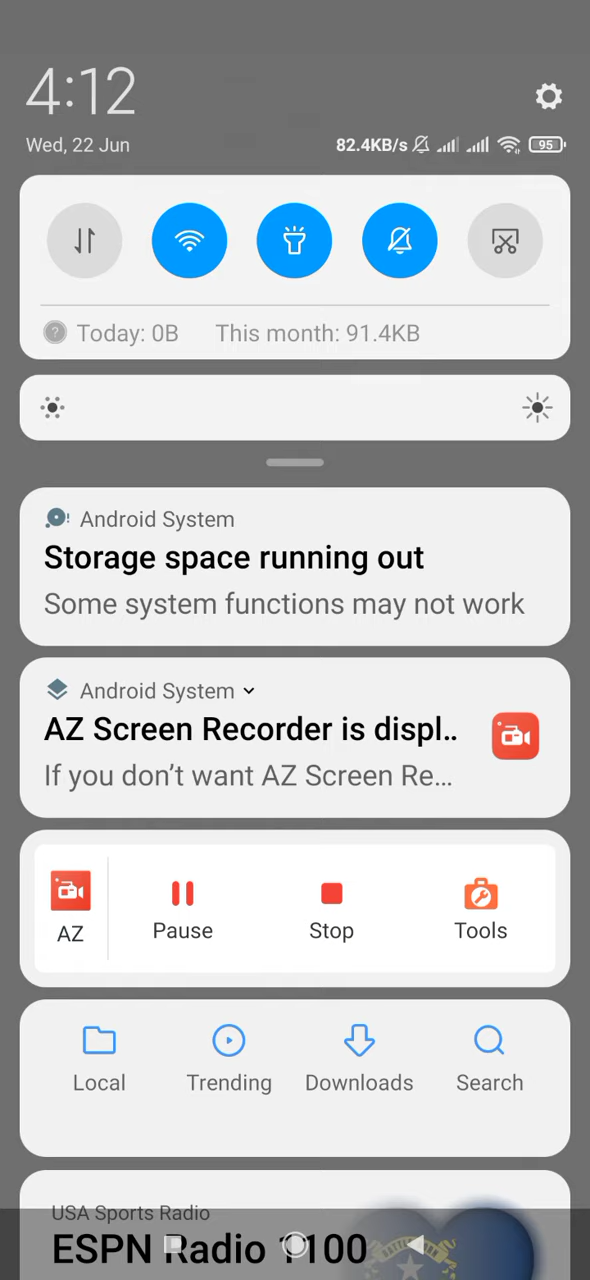 4:12
Wed, 22 Jun
82.4KB/s 95
Today: 0B This month: 91.4KB
Android System
Storage space running out
Some system functions may not work
Android System
AZ Screen Recorder is displ..
If you don't want AZ Screen Re...
AZ Pause Stop Tools
Local Trending Downloads Search
USA Sports Radio
ESPN Radio 1100